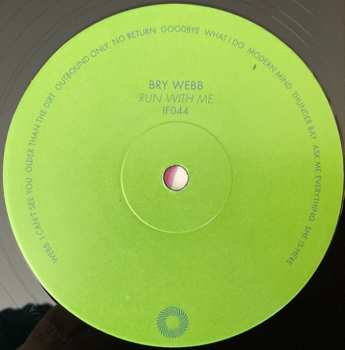 WEBB I CAN'T SEE YOU OLDER THAN THE DIRT OUTBOUND ONLY, NO RETURN GOODBYE WHAT I DO MODERN MIND THUNDER BAY ASK ME EVERYTHING SHE IS HERE
BRY WEBB
RUN WITH ME
IF044